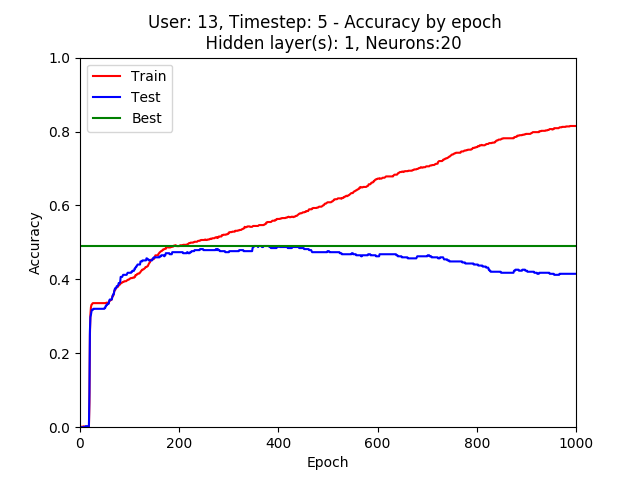 User: 13, Timestep: 5 - Accuracy by epoch
Hidden layer(s): 1, Neurons:20
1.0
0.8
0.6
0.4
0.2
0.0
Accuracy
Train
Test
Best
0
200
400
600
800
1000
Epoch